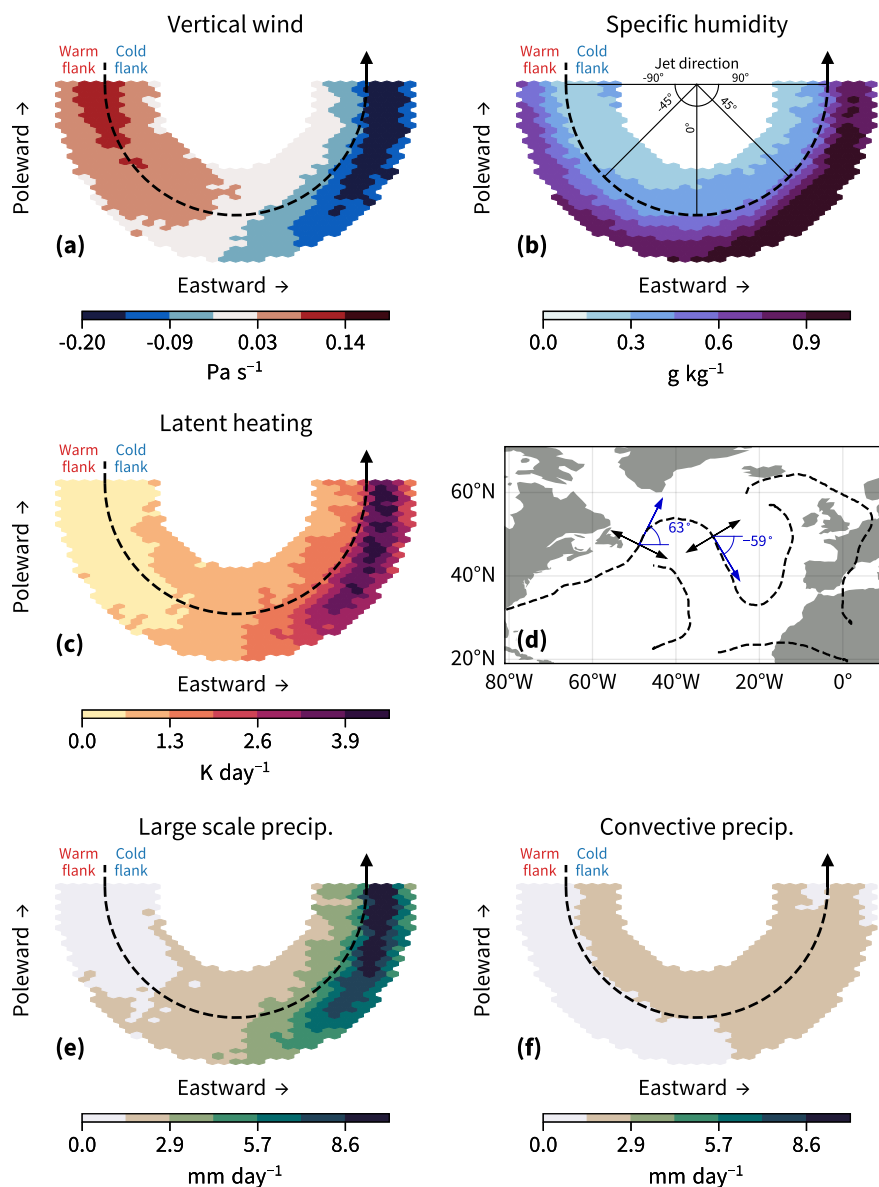 Vertical wind
Warm flank
Cold flank
Poleward →
(a)
Eastward →
-0.20 -0.09 0.03 0.14
Pa s⁻¹
Specific humidity
Warm flank
Cold flank
Jet direction
-90° 90°
-45° 45°
0°
Poleward →
(b)
Eastward →
0.0 0.3 0.6 0.9
g kg⁻¹
Latent heating
Warm flank
Cold flank
Poleward →
(c)
Eastward →
0.0 1.3 2.6 3.9
K day⁻¹
60°N
40°N
20°N
63°
−59°
(d)
80°W 60°W 40°W 20°W 0°
Large scale precip.
Warm flank
Cold flank
Poleward →
(e)
Eastward →
0.0 2.9 5.7 8.6
mm day⁻¹
Convective precip.
Warm flank
Cold flank
Poleward →
(f)
Eastward →
0.0 2.9 5.7 8.6
mm day⁻¹